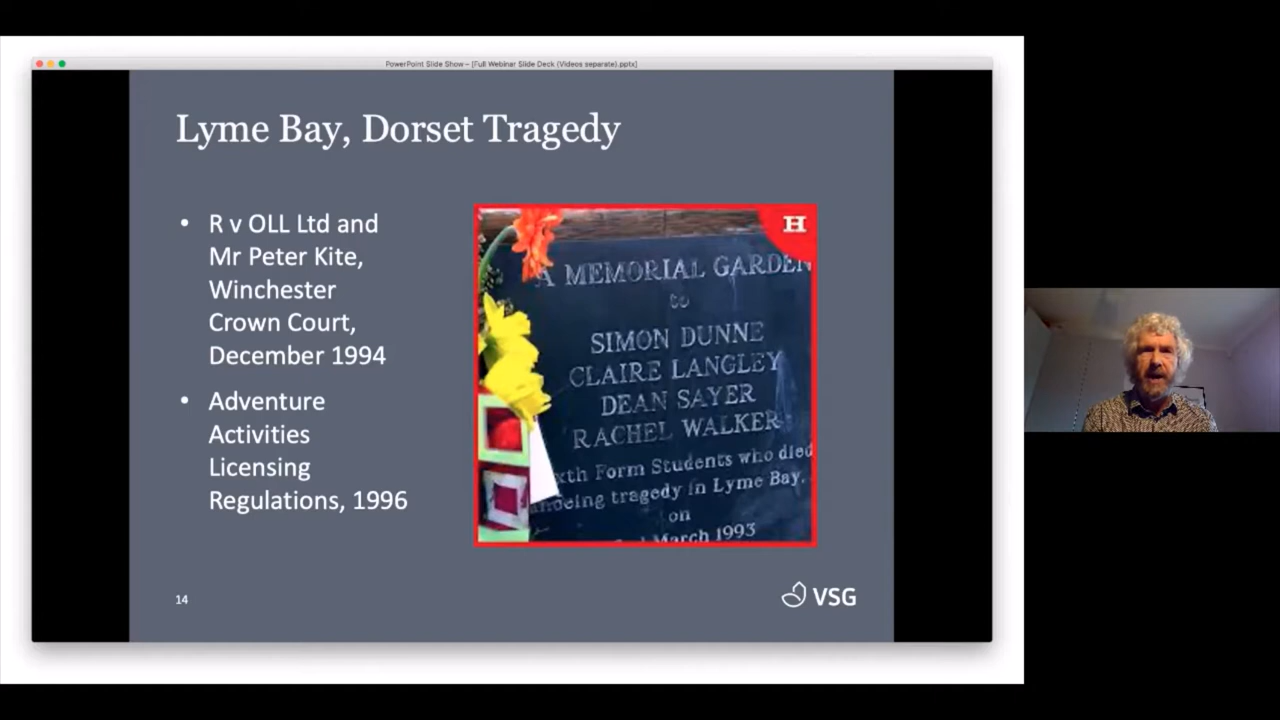 PowerPoint Slide Show – [Full Webinar Slide Deck (Videos separate).pptx]
Lyme Bay, Dorset Tragedy
• R v OLL Ltd and
Mr Peter Kite,
Winchester
Crown Court,
December 1994
• Adventure
Activities
Licensing
Regulations, 1996
H
A MEMORIAL GARDEN
to
SIMON DUNNE
CLAIRE LANGLEY
DEAN SAYER
RACHEL WALKER
xth Form Students who died
anoeing tragedy in Lyme Bay.
on
March 1993
14
VSG